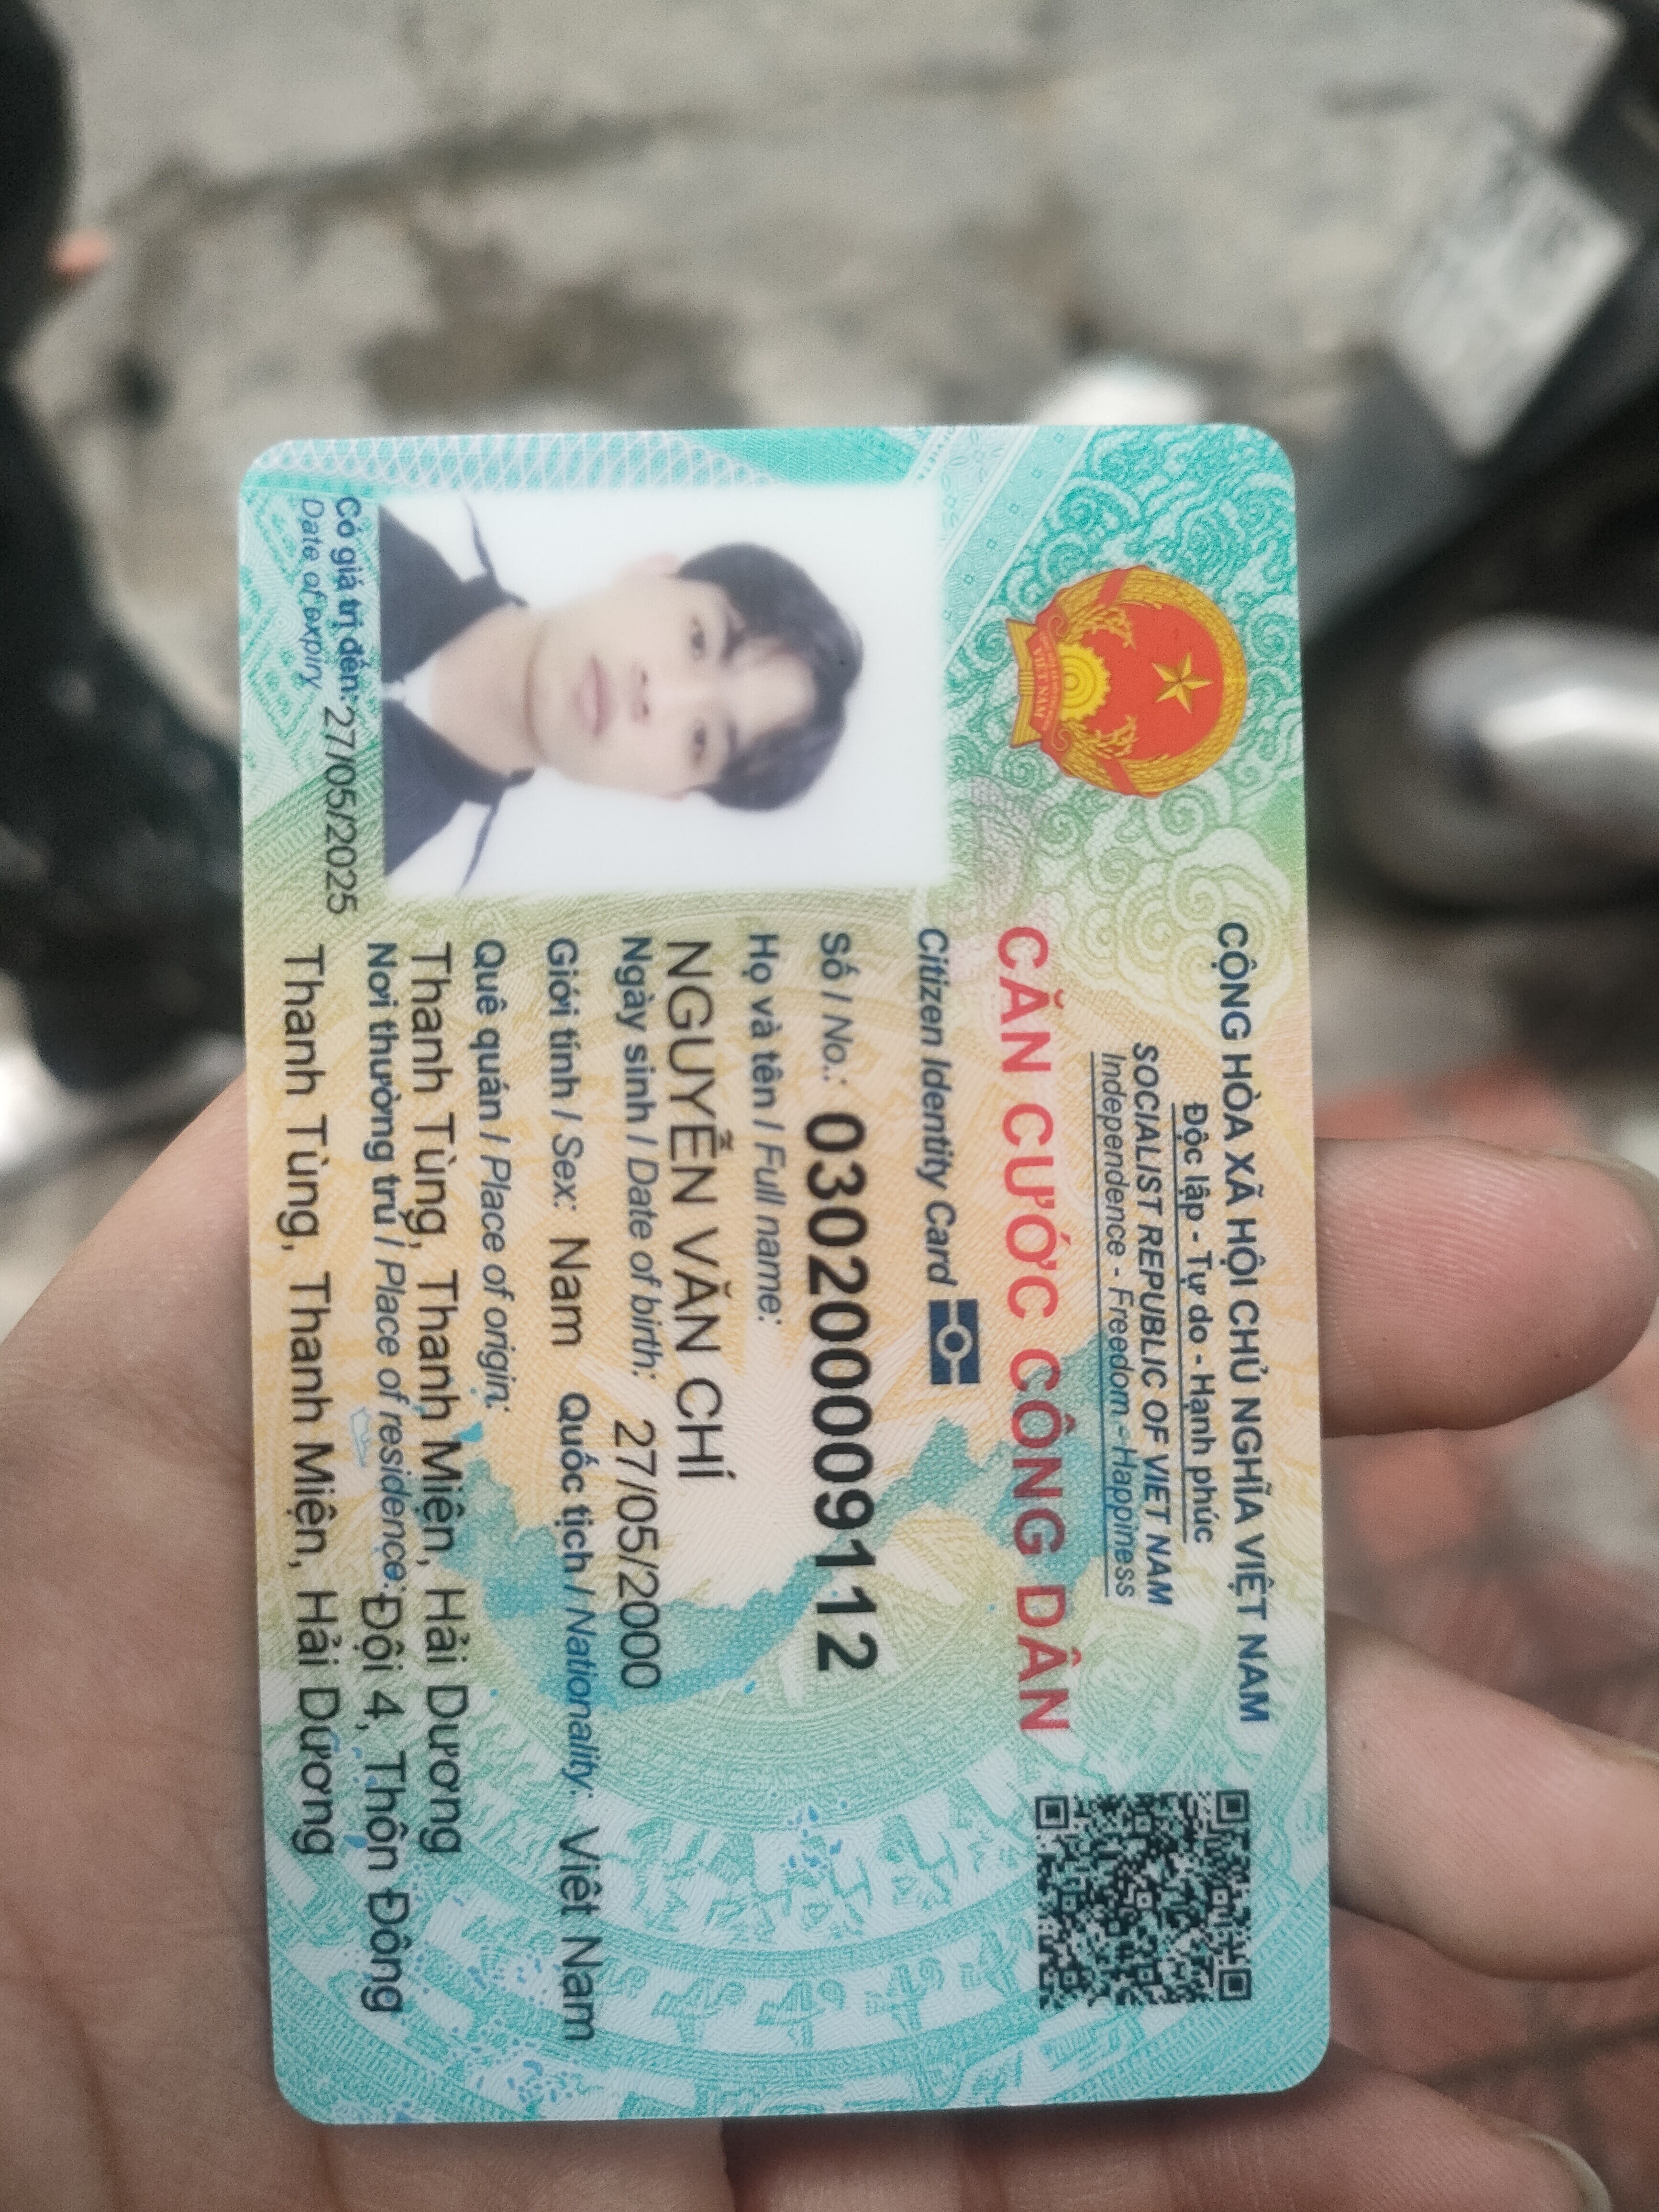 CỘNG HÒA XÃ HỘI CHỦ NGHĨA VIỆT NAM
Độc lập - Tự do - Hạnh phúc
SOCIALIST REPUBLIC OF VIET NAM
Independence - Freedom - Happiness
CĂN CƯỚC CÔNG DÂN
Citizen Identity Card
Số / No.: 030200009112
Họ và tên / Full name:
NGUYỄN VĂN CHÍ
Ngày sinh / Date of birth: 27/05/2000
Giới tính / Sex: Nam Quốc tịch / Nationality: Việt Nam
Quê quán / Place of origin:
Thanh Tùng, Thanh Miện, Hải Dương
Nơi thường trú / Place of residence: Đội 4, Thôn Đông
Thanh Tùng, Thanh Miện, Hải Dương
Có giá trị đến: 27/05/2025
Date of expiry